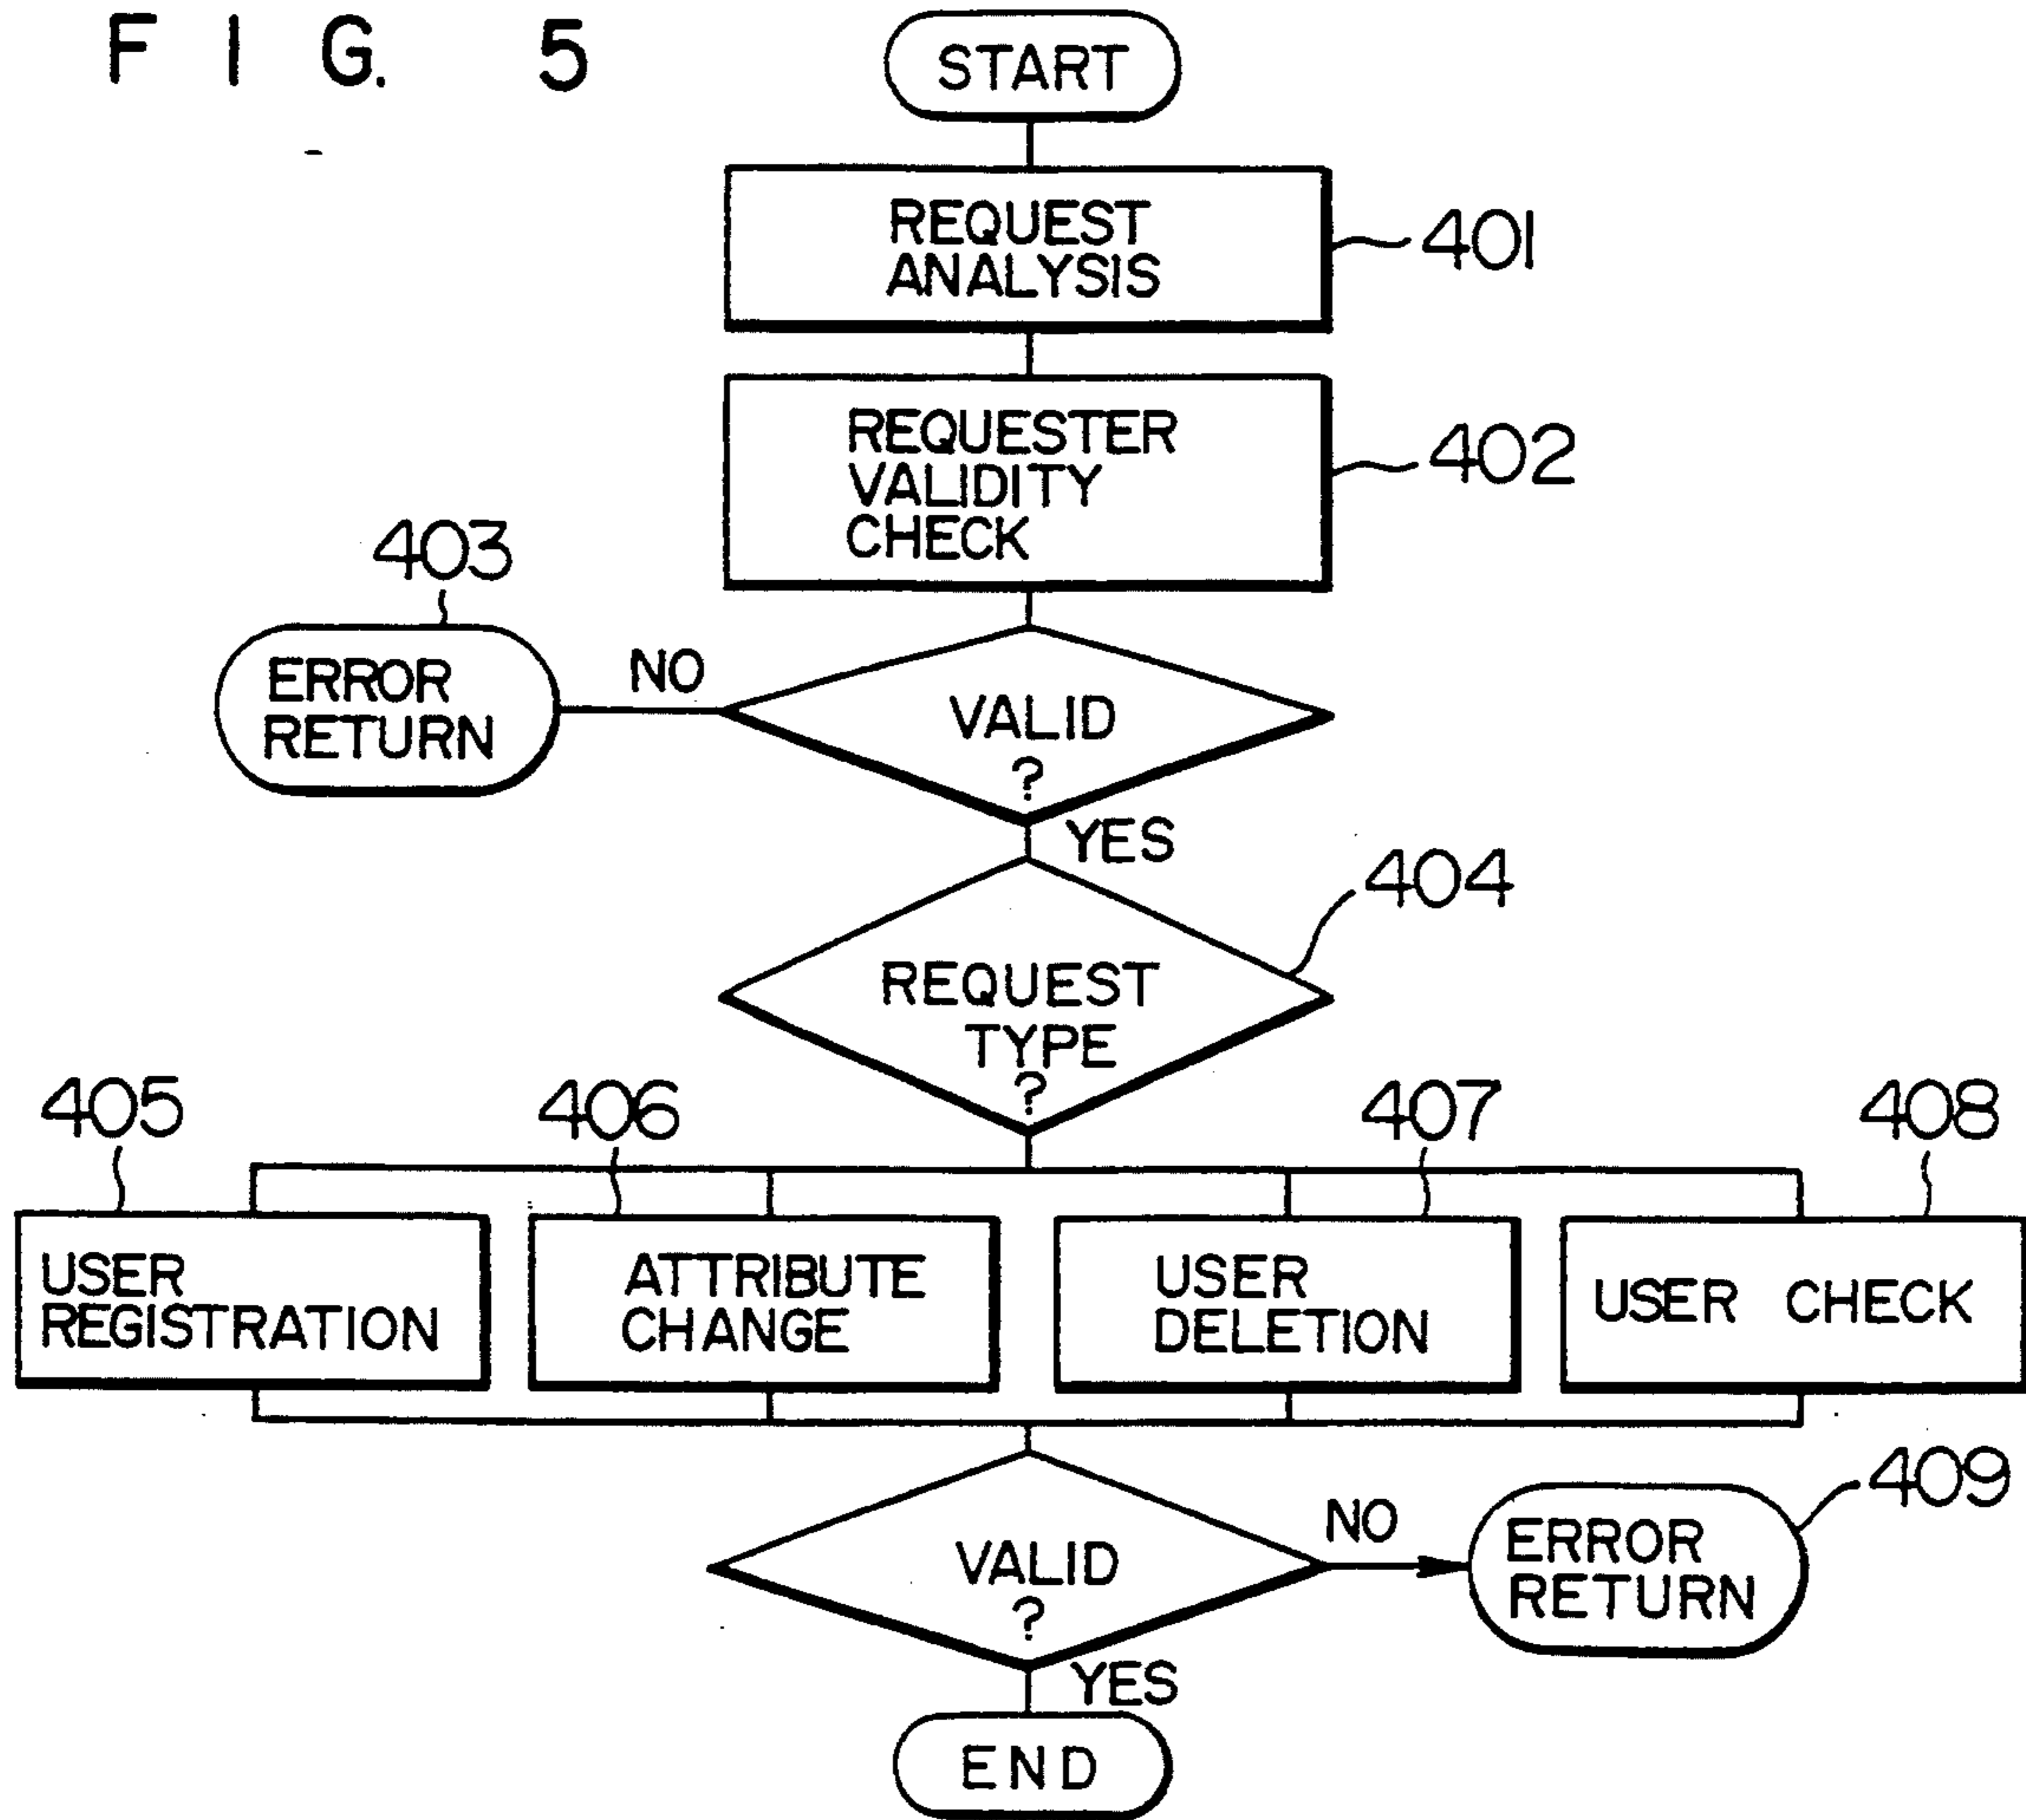 FIG. 5
START
REQUEST
ANALYSIS
401
REQUESTER
VALIDITY
CHECK
402
403
ERROR
RETURN
NO
VALID
?
YES
404
REQUEST
TYPE
?
405
406
407
408
USER
REGISTRATION
ATTRIBUTE
CHANGE
USER
DELETION
USER CHECK
VALID
?
NO
409
ERROR
RETURN
YES
END